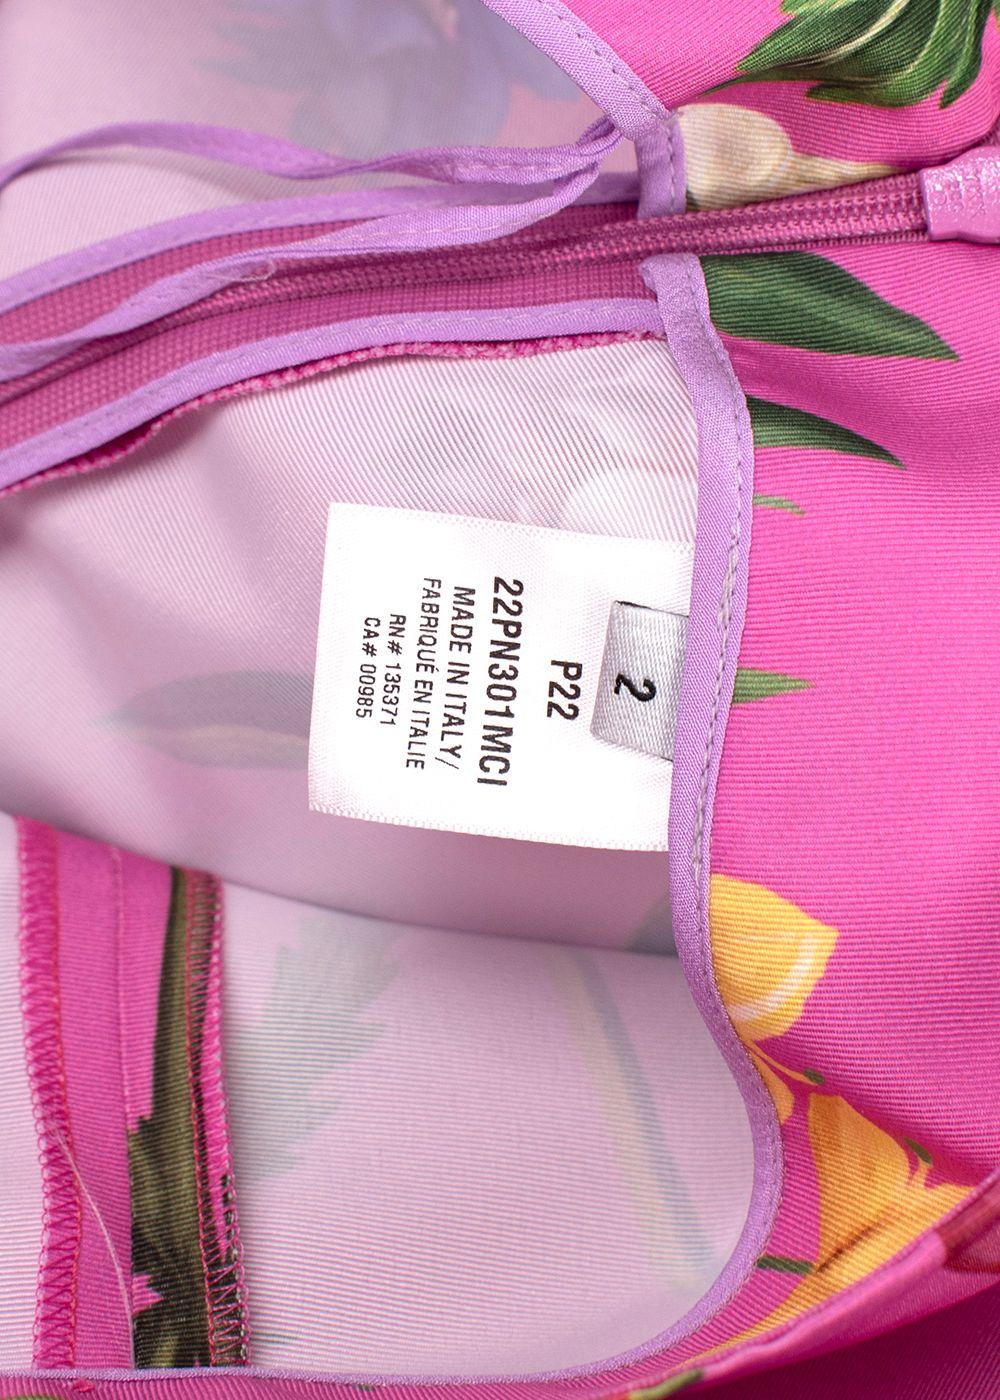 2
P22
22PN301MCI
MADE IN ITALY/
FABRIQUÉ EN ITALIE
RN# 135371
CA# 00985